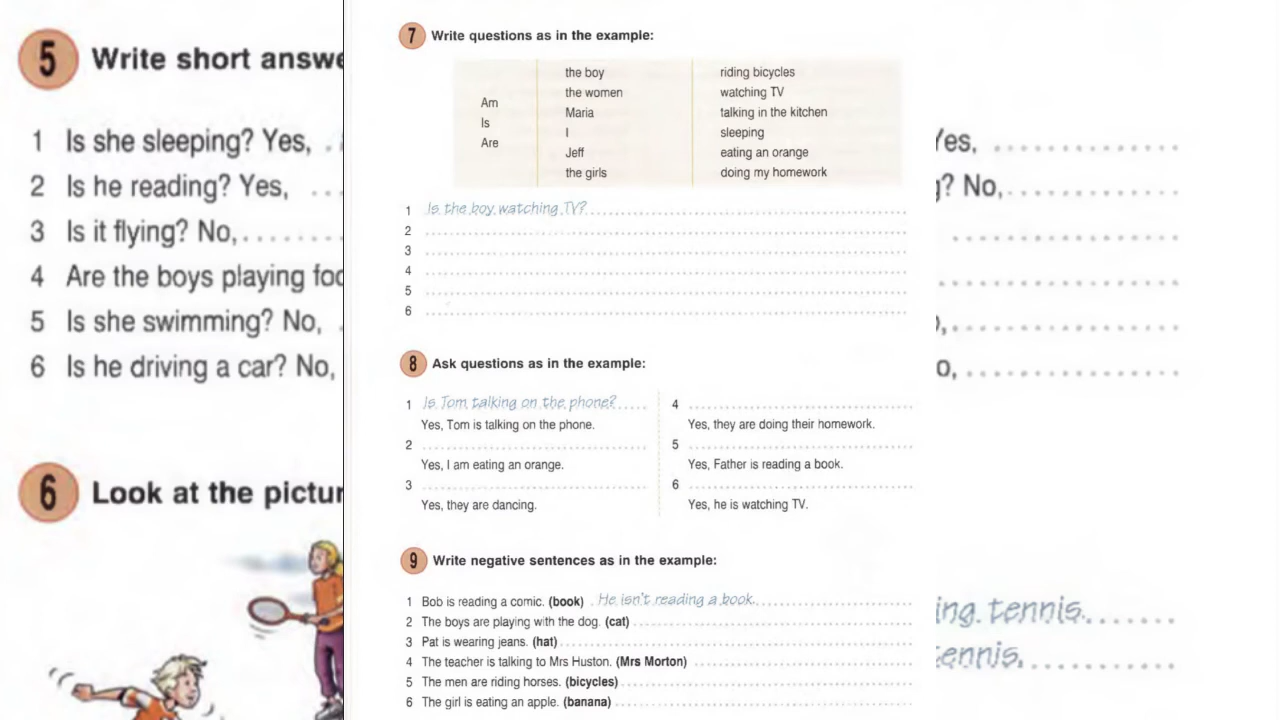 5 Write short answe
1 Is she sleeping? Yes,
2 Is he reading? Yes,
3 Is it flying? No,
4 Are the boys playing foo
5 Is she swimming? No,
6 Is he driving a car? No,
6 Look at the pictur
7 Write questions as in the example:
Am
Is
Are
the boy
the women
Maria
I
Jeff
the girls
riding bicycles
watching TV
talking in the kitchen
sleeping
eating an orange
doing my homework
1 Is the boy watching TV?
2
3
4
5
6
8 Ask questions as in the example:
1 Is Tom talking on the phone?
Yes, Tom is talking on the phone.
2
Yes, I am eating an orange.
3
Yes, they are dancing.
4
Yes, they are doing their homework.
5
Yes, Father is reading a book.
6
Yes, he is watching TV.
9 Write negative sentences as in the example:
1 Bob is reading a comic. (book) He isn't reading a book.
2 The boys are playing with the dog. (cat)
3 Pat is wearing jeans. (hat)
4 The teacher is talking to Mrs Huston. (Mrs Morton)
5 The men are riding horses. (bicycles)
6 The girl is eating an apple. (banana)
Yes,
g? No,
o,
ing tennis.
tennis.